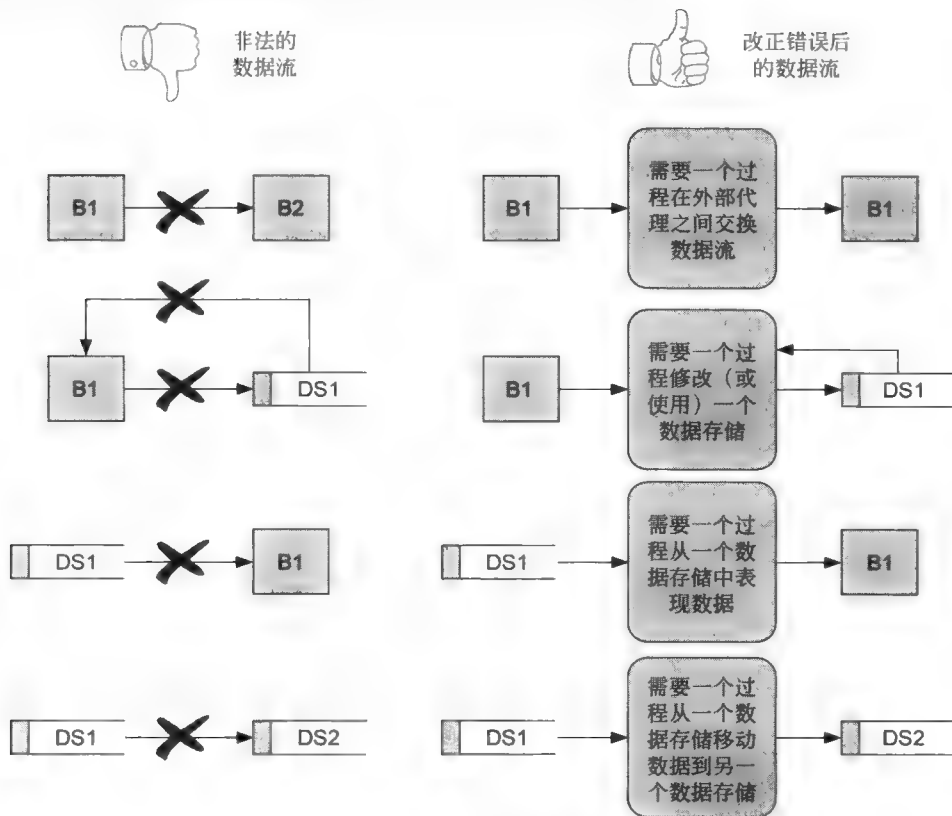 非法的
数据流
改正错误后
的数据流
B1
B2
B1
需要一个过
程在外部代
理之间交换
数据流
B1
B1
DS1
B1
需要一个过
程修改（或
使用）一个
数据存储
DS1
DS1
B1
DS1
需要一个过
程从一个数
据存储中表
现数据
B1
DS1
DS2
DS1
需要一个过
程从一个数
据存储移动
数据到另一
个数据存储
DS2